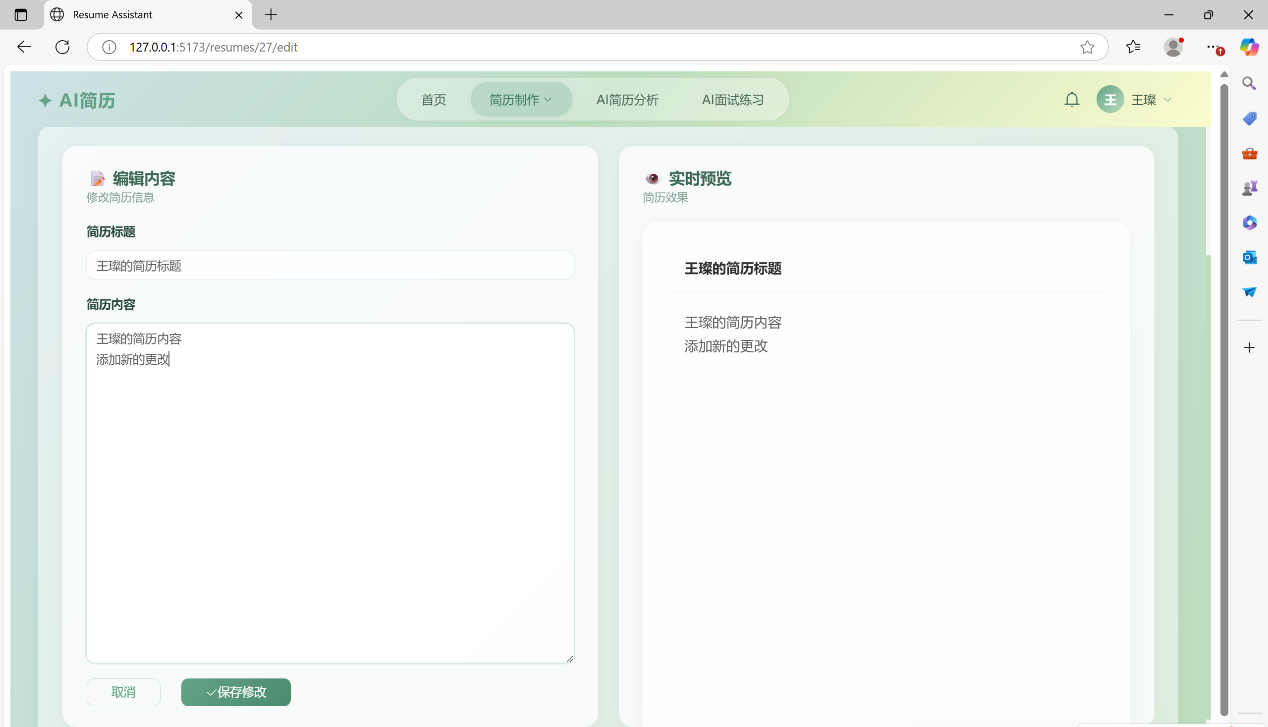 Resume Assistant
127.0.0.1:5173/resumes/27/edit
AI简历
首页
简历制作
AI简历分析
AI面试练习
王
王璨
编辑内容
修改简历信息
简历标题
王璨的简历标题
简历内容
王璨的简历内容
添加新的更改
取消
保存修改
实时预览
简历效果
王璨的简历标题
王璨的简历内容
添加新的更改